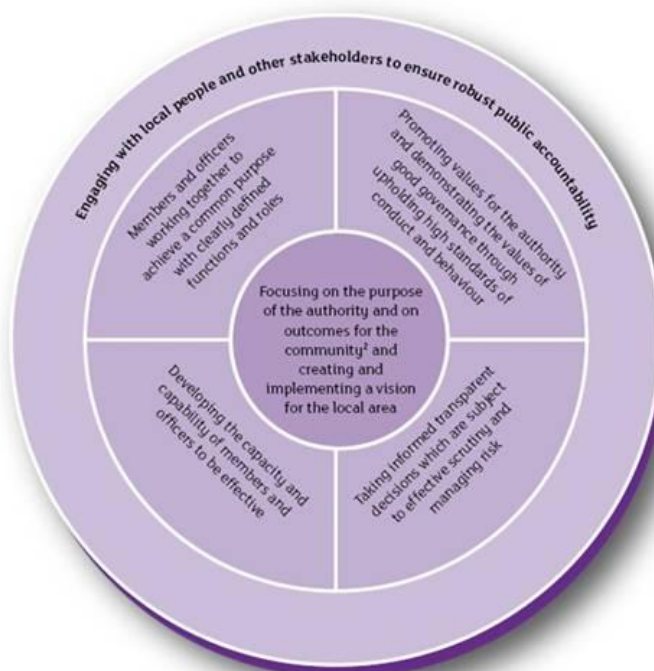 Engaging with local people and other stakeholders to ensure robust public accountability
Members and officers
working together to
achieve a common purpose
with clearly defined
functions and roles
Promoting values for the authority
and demonstrating the values of
good governance through
upholding high standards of
conduct and behaviour
Focusing on the purpose
of the authority and on
outcomes for the
community² and
creating and
implementing a vision
for the local area
Developing the capacity and
capability of members and
officers to be effective
Taking informed transparent
decisions which are subject
to effective scrutiny and
managing risk